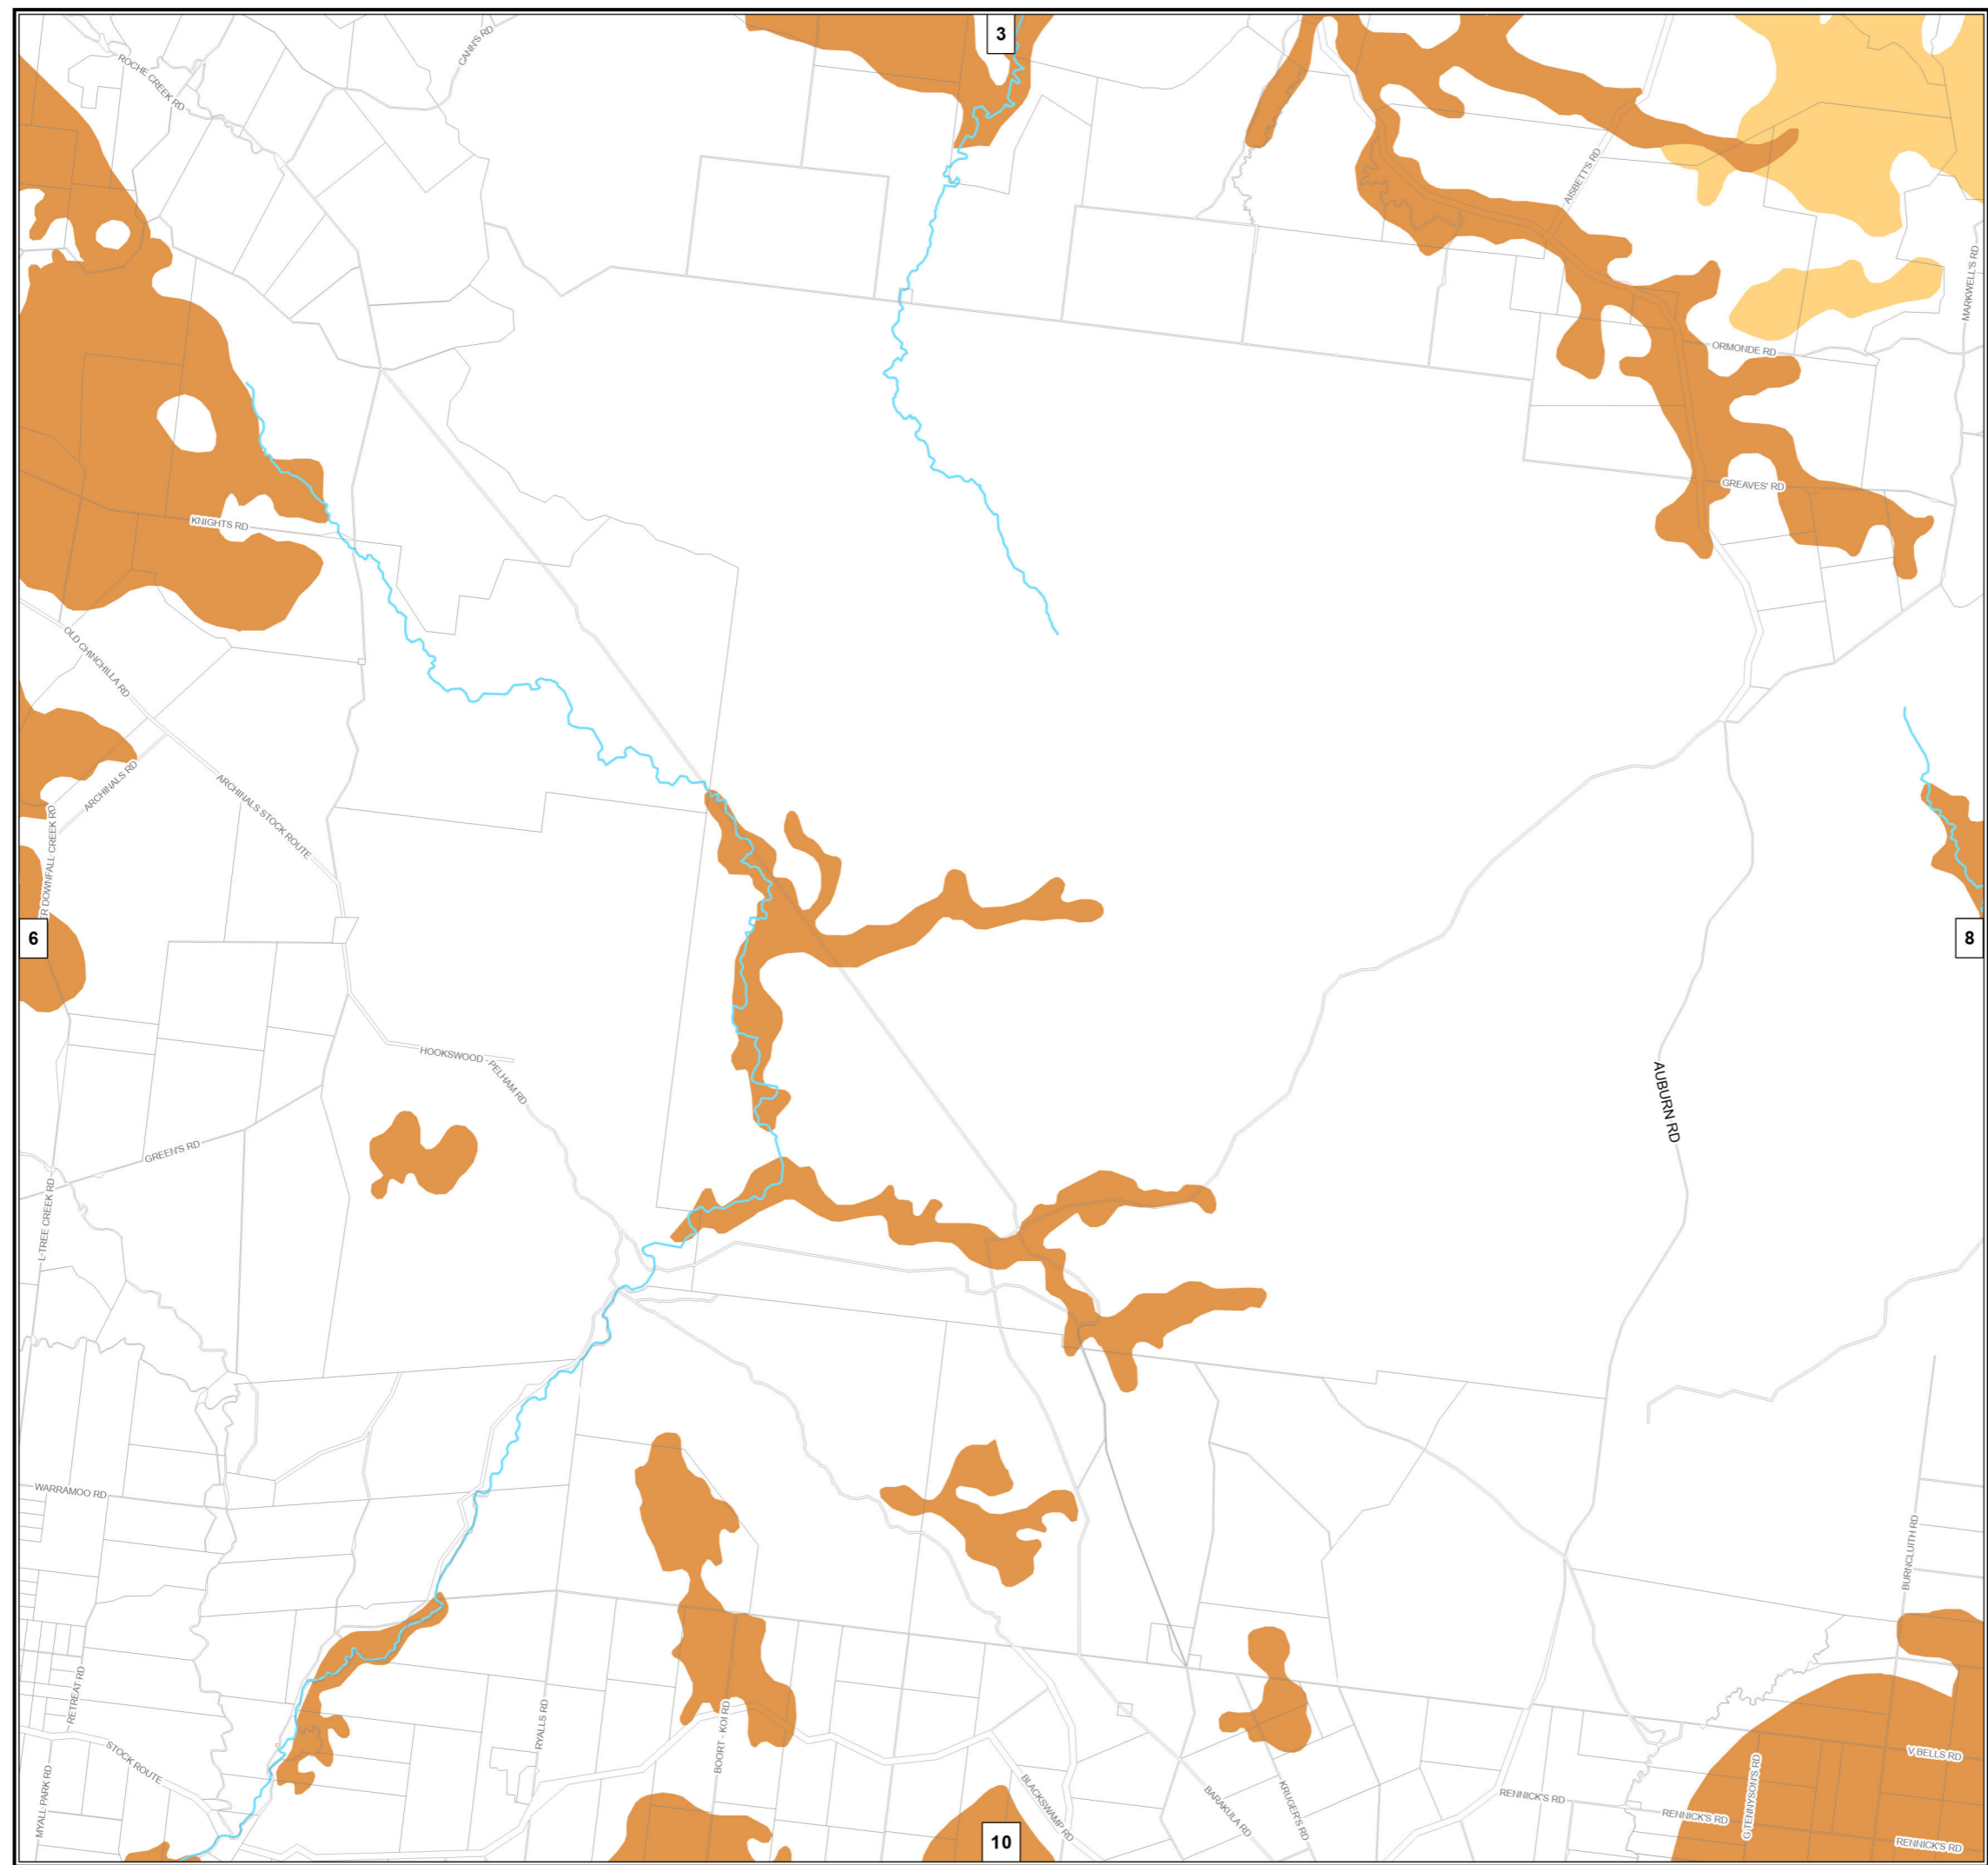 3
CANN'S RD
ROCHE CREEK RD
AISBETT'S RD
MARKWELL'S RD
ORMONDE RD
GREAVES' RD
KNIGHTS RD
OLD CHINCHILLA RD
ARCHINALS RD
ARCHINALS STOCK ROUTE
ER DOWNFALL CREEK RD
6
8
HOOKSWOOD - PELHAM RD
AUBURN RD
GREEN'S RD
L-TREE CREEK RD
WARRAMOO RD
BURNCLUITH RD
RETREAT RD
RYALLS RD
BOORT - KOI RD
STOCK ROUTE
MYALL PARK RD
BLACKSWAMP RD
BARAKULA RD
KRUGER'S RD
RENNICK'S RD
G TENNYSON'S RD
V BELLS RD
RENNICK'S RD
RENNICK'S RD
10